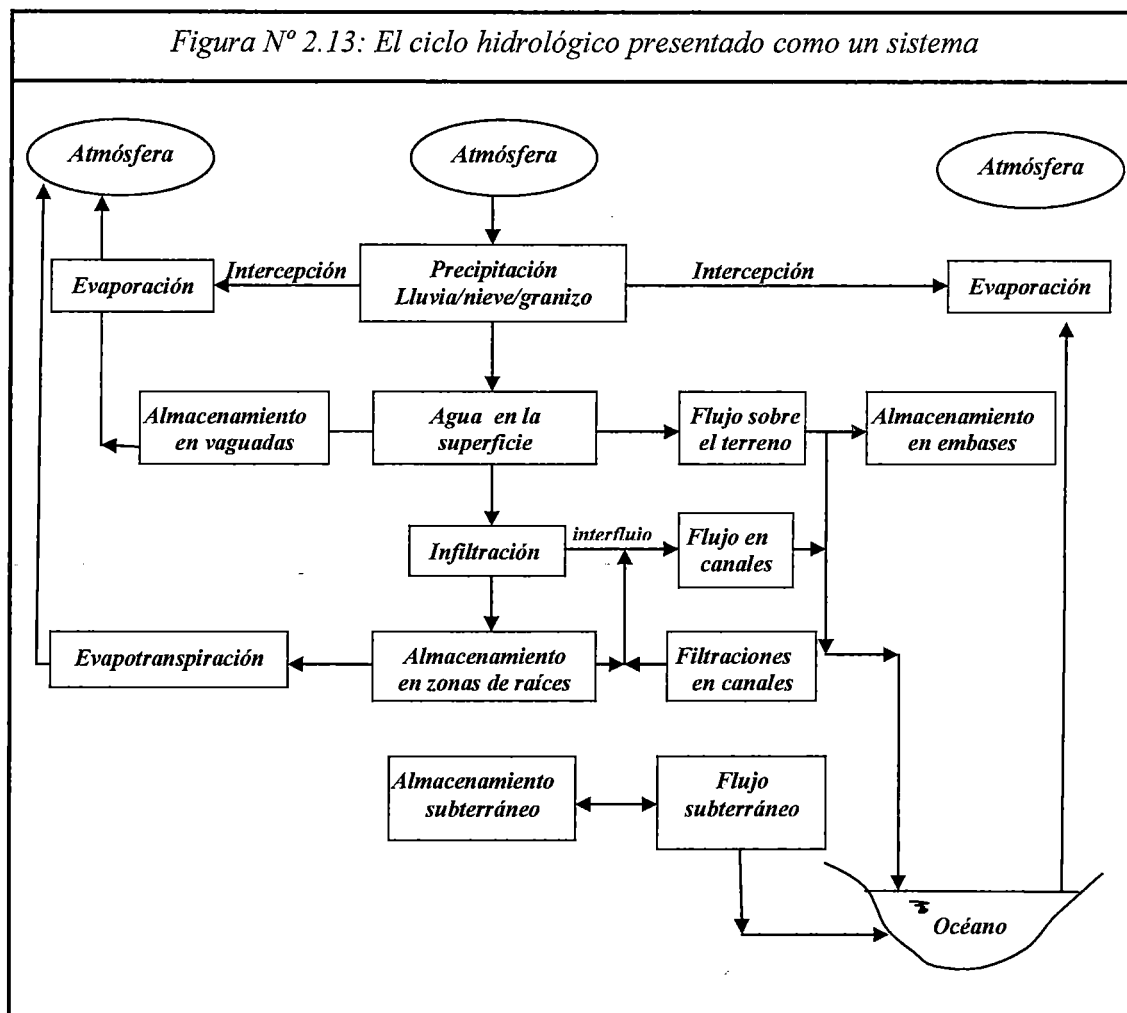 Figura Nº 2.13: El ciclo hidrológico presentado como un sistema
Atmósfera
Atmósfera
Atmósfera
Evaporación
Intercepción
Precipitación
Lluvia/nieve/granizo
Intercepción
Evaporación
Almacenamiento
en vaguadas
Agua en la
superficie
Flujo sobre
el terreno
Almacenamiento
en embases
Infiltración
interfluio
Flujo en
canales
Evapotranspiración
Almacenamiento
en zonas de raíces
Filtraciones
en canales
Almacenamiento
subterráneo
Flujo
subterráneo
Océano